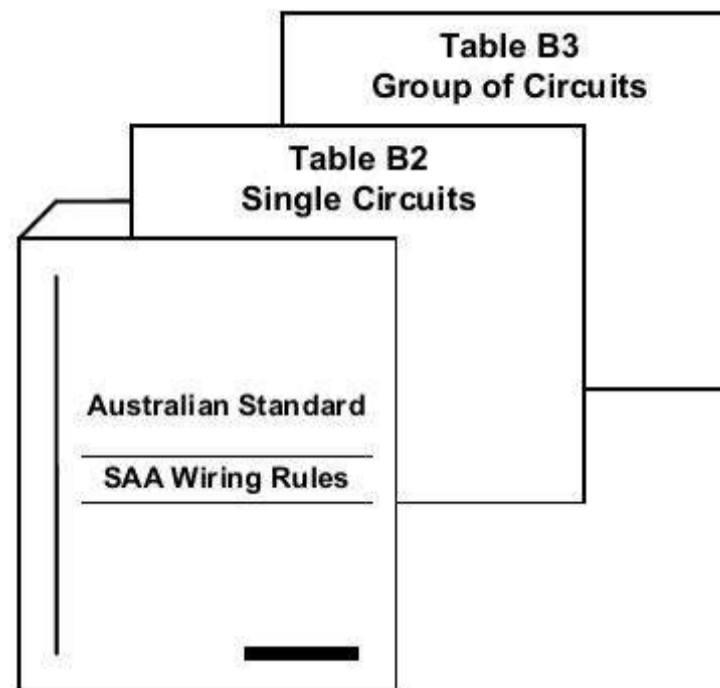 Table B3
Group of Circuits
Table B2
Single Circuits
Australian Standard
SAA Wiring Rules